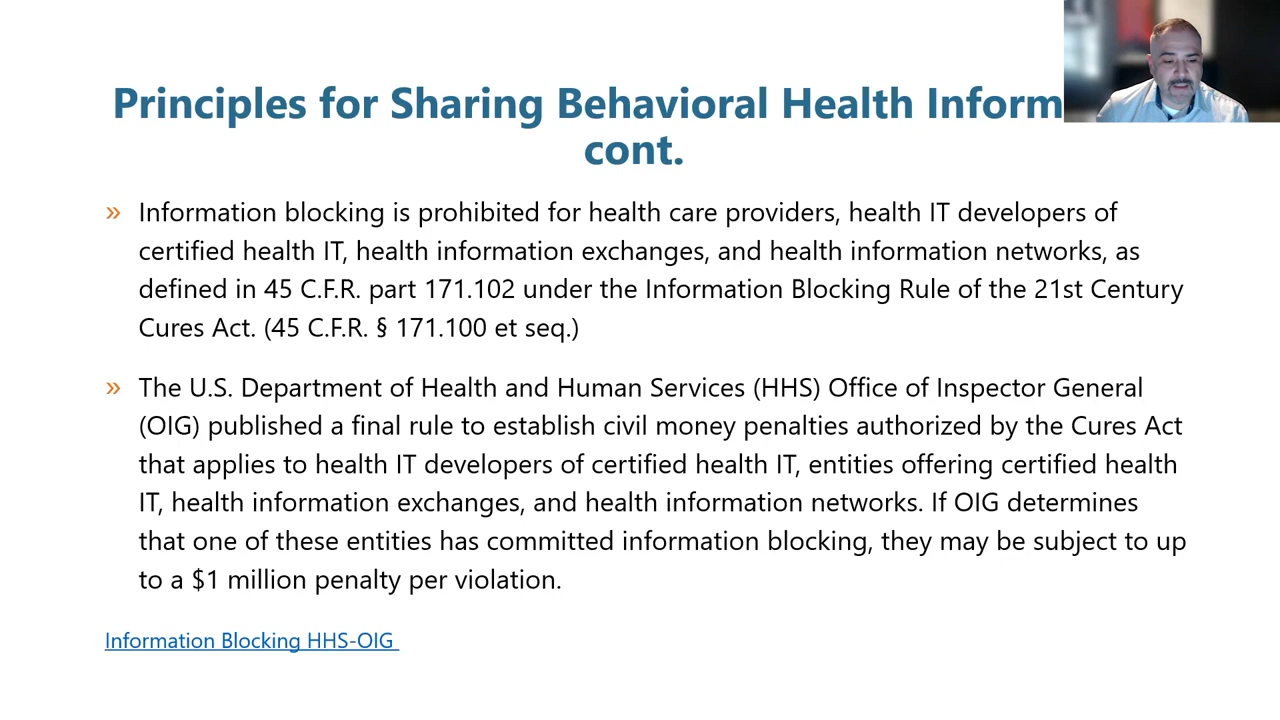 Principles for Sharing Behavioral Health Inform
cont.
» Information blocking is prohibited for health care providers, health IT developers of
certified health IT, health information exchanges, and health information networks, as
defined in 45 C.F.R. part 171.102 under the Information Blocking Rule of the 21st Century
Cures Act. (45 C.F.R. § 171.100 et seq.)
» The U.S. Department of Health and Human Services (HHS) Office of Inspector General
(OIG) published a final rule to establish civil money penalties authorized by the Cures Act
that applies to health IT developers of certified health IT, entities offering certified health
IT, health information exchanges, and health information networks. If OIG determines
that one of these entities has committed information blocking, they may be subject to up
to a $1 million penalty per violation.
Information Blocking HHS-OIG